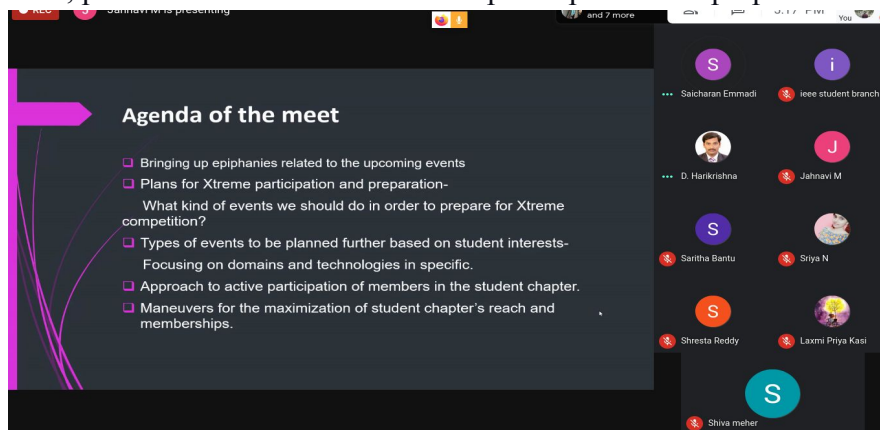 REC
S
Jahnavi M is presenting
and 7 more
You
Agenda of the meet
Bringing up epiphanies related to the upcoming events
Plans for Xtreme participation and preparation-
What kind of events we should do in order to prepare for Xtreme
competition?
Types of events to be planned further based on student interests-
Focusing on domains and technologies in specific.
Approach to active participation of members in the student chapter.
Maneuvers for the maximization of student chapter's reach and
memberships.
S
i
Saicharan Emmadi
ieee student branch
J
D. Harikrishna
Jahnavi M
S
Saritha Bantu
Sriya N
S
Shresta Reddy
Laxmi Priya Kasi
S
Shiva meher